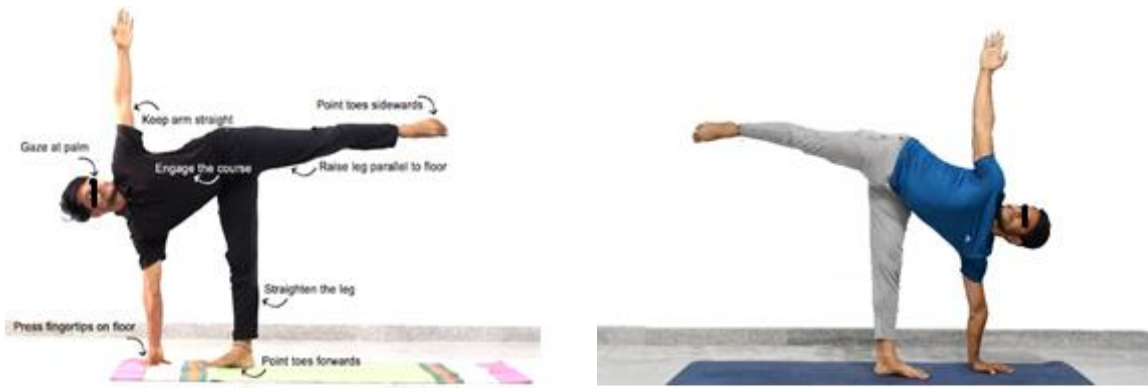 Point toes sidewards
Keep arm straight
Gaze at palm
Engage the course
Raise leg parallel to floor
Straighten the leg
Press fingertips on floor
Point toes forwards